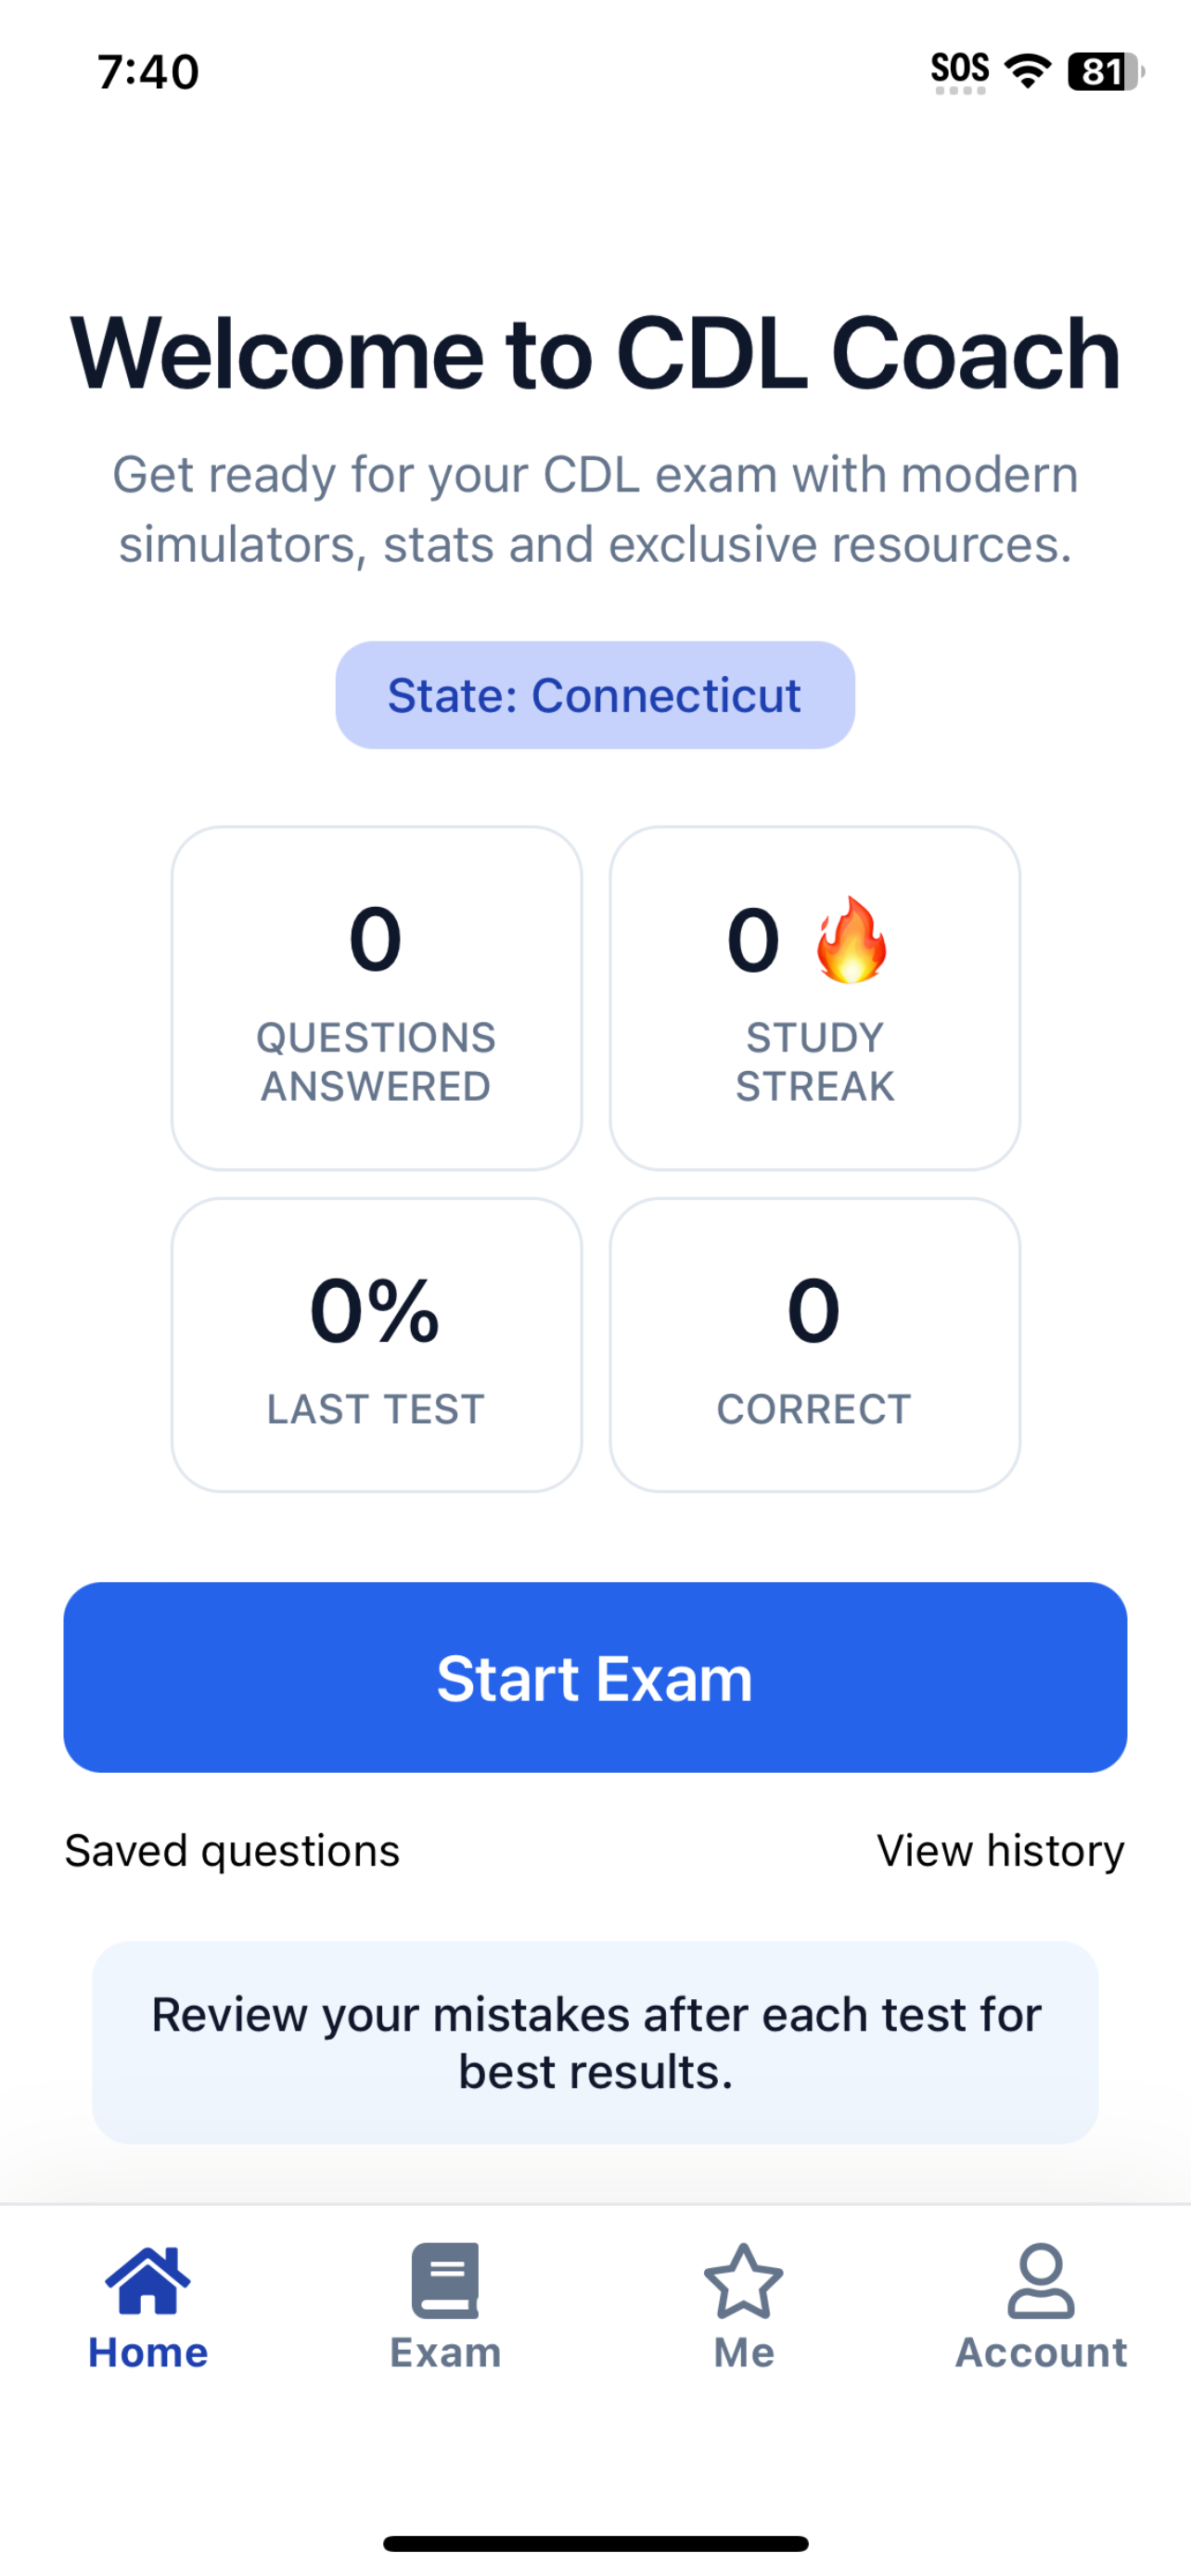 7:40
SOS
81
Welcome to CDL Coach
Get ready for your CDL exam with modern
simulators, stats and exclusive resources.
State: Connecticut
0
QUESTIONS
ANSWERED
0 🔥
STUDY
STREAK
0%
LAST TEST
0
CORRECT
Start Exam
Saved questions
View history
Review your mistakes after each test for
best results.
Home
Exam
Me
Account